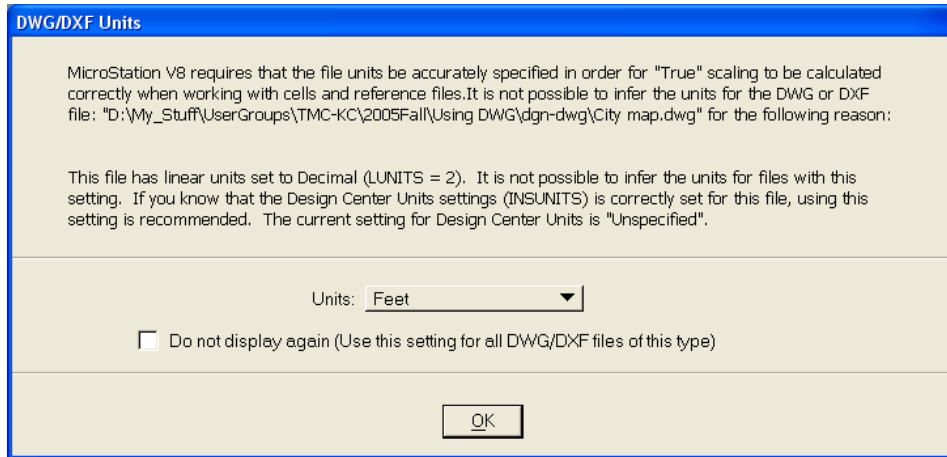 DWG/DXF Units
MicroStation V8 requires that the file units be accurately specified in order for "True" scaling to be calculated
correctly when working with cells and reference files.It is not possible to infer the units for the DWG or DXF
file: "D:\My_Stuff\UserGroups\TMC-KC\2005Fall\Using DWG\dgn-dwg\City map.dwg" for the following reason:
This file has linear units set to Decimal (LUNITS = 2).  It is not possible to infer the units for files with this
setting.  If you know that the Design Center Units settings (INSUNITS) is correctly set for this file, using this
setting is recommended.  The current setting for Design Center Units is "Unspecified".
Units: Feet
Do not display again (Use this setting for all DWG/DXF files of this type)
OK